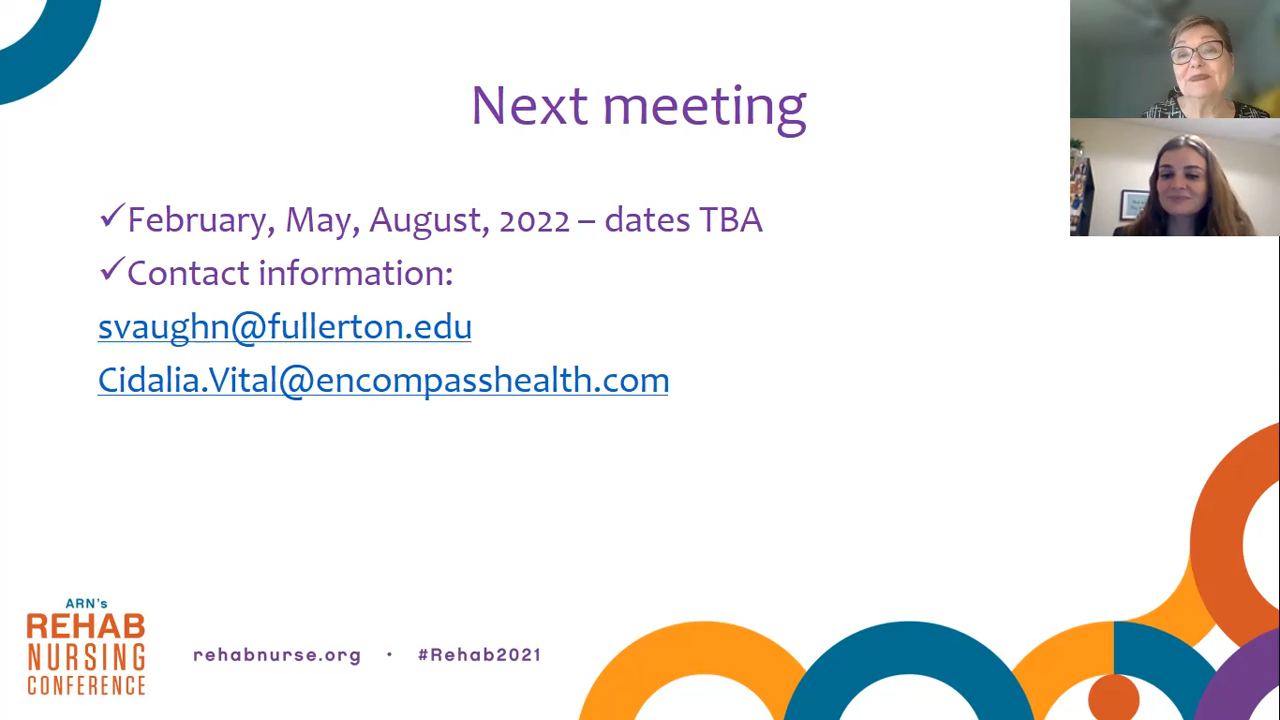 Next meeting
✓February, May, August, 2022 – dates TBA
✓Contact information:
svaughn@fullerton.edu
Cidalia.Vital@encompasshealth.com
ARN's
REHAB
NURSING
CONFERENCE
rehabnurse.org • #Rehab2021